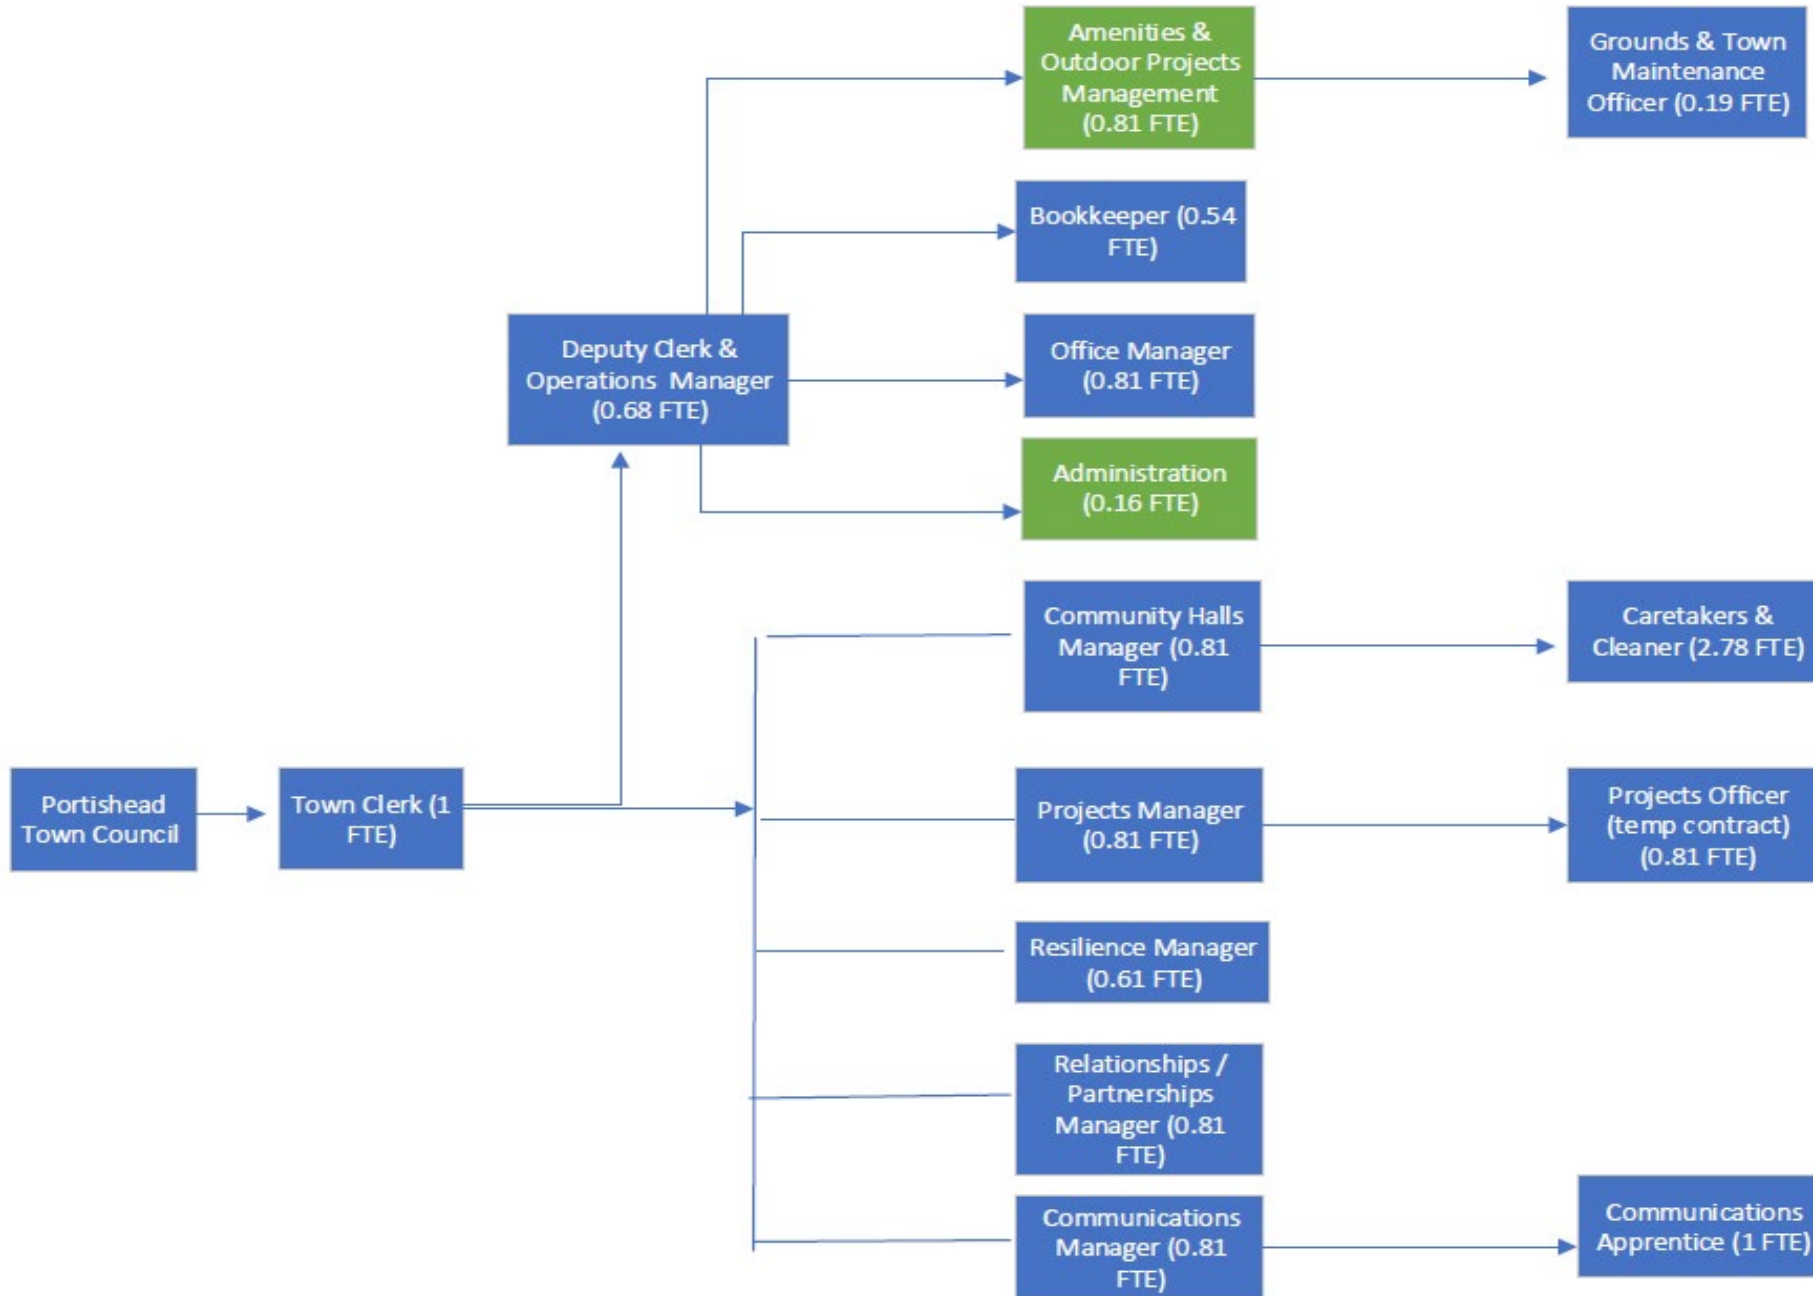 Amenities &
Outdoor Projects
Management
(0.81 FTE)
Grounds & Town
Maintenance
Officer (0.19 FTE)
Bookkeeper (0.54
FTE)
Deputy Clerk &
Operations  Manager
(0.68 FTE)
Office Manager
(0.81 FTE)
Administration
(0.16 FTE)
Community Halls
Manager (0.81
FTE)
Caretakers &
Cleaner (2.78 FTE)
Portishead
Town Council
Town Clerk (1
FTE)
Projects Manager
(0.81 FTE)
Projects Officer
(temp contract)
(0.81 FTE)
Resilience Manager
(0.61 FTE)
Relationships /
Partnerships
Manager (0.81
FTE)
Communications
Manager (0.81
FTE)
Communications
Apprentice (1 FTE)